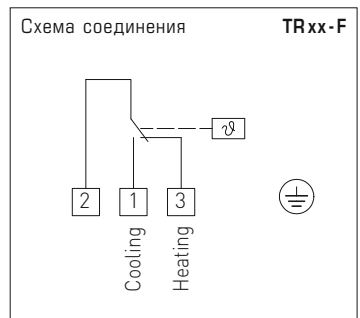 Схема соединения TRxx-F
ϑ
2 1 3
Cooling
Heating